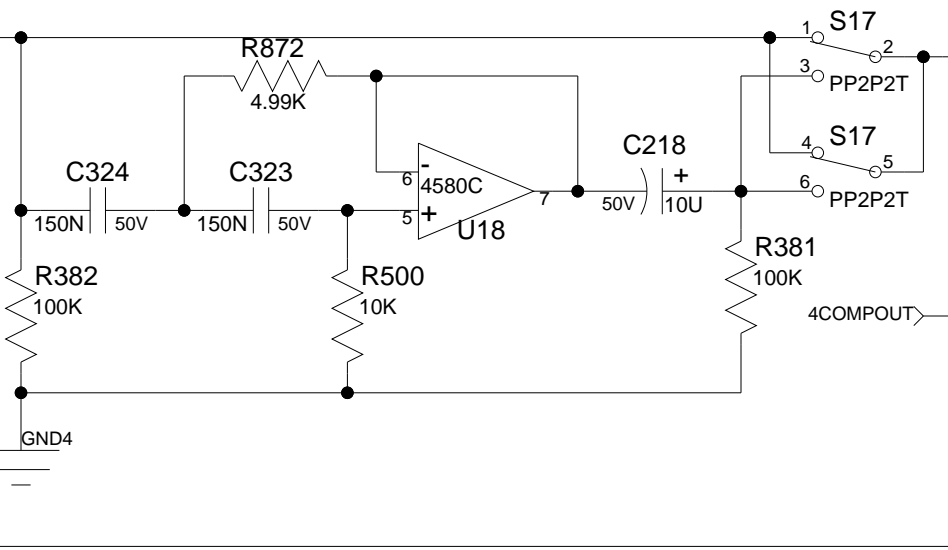 S17
1
2
R872
3
PP2P2T
4.99K
S17
C324
C323
C218
4
5
-
6
4580C
+
6
7
50V
10U
PP2P2T
150N
50V
150N
50V
5
+
U18
R381
R382
R500
100K
100K
10K
4COMPOUT
GND4